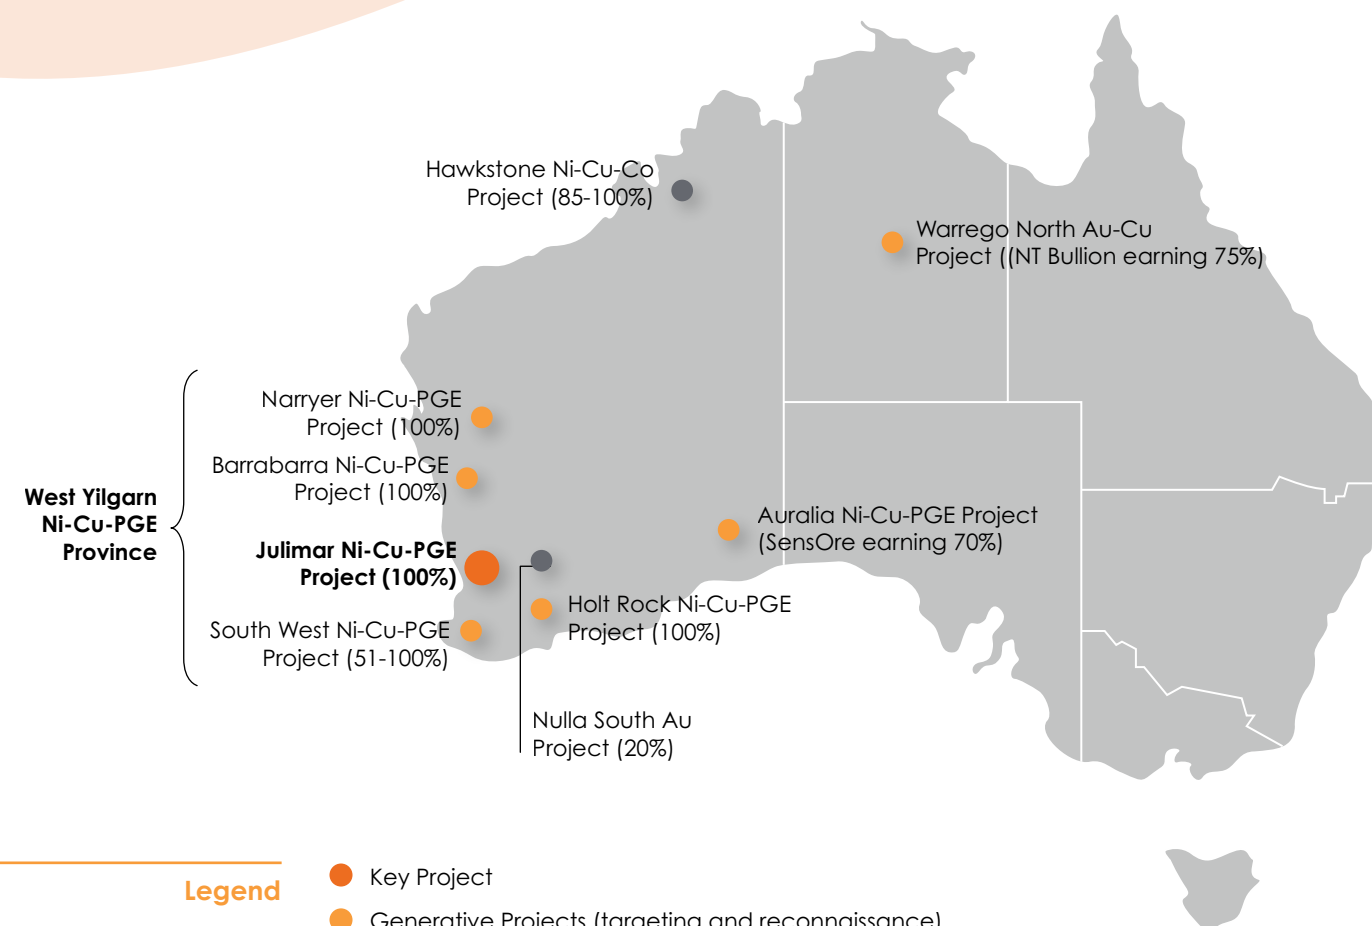 Hawkstone Ni-Cu-Co
Project (85-100%)
Warrego North Au-Cu
Project ((NT Bullion earning 75%)
Narryer Ni-Cu-PGE
Project (100%)
Barrabarra Ni-Cu-PGE
Project (100%)
West Yilgarn
Ni-Cu-PGE
Province
Julimar Ni-Cu-PGE
Project (100%)
South West Ni-Cu-PGE
Project (51-100%)
Auralia Ni-Cu-PGE Project
(SensOre earning 70%)
Holt Rock Ni-Cu-PGE
Project (100%)
Nulla South Au
Project (20%)
Legend
Key Project
Generative Projects (targeting and reconnaissance)